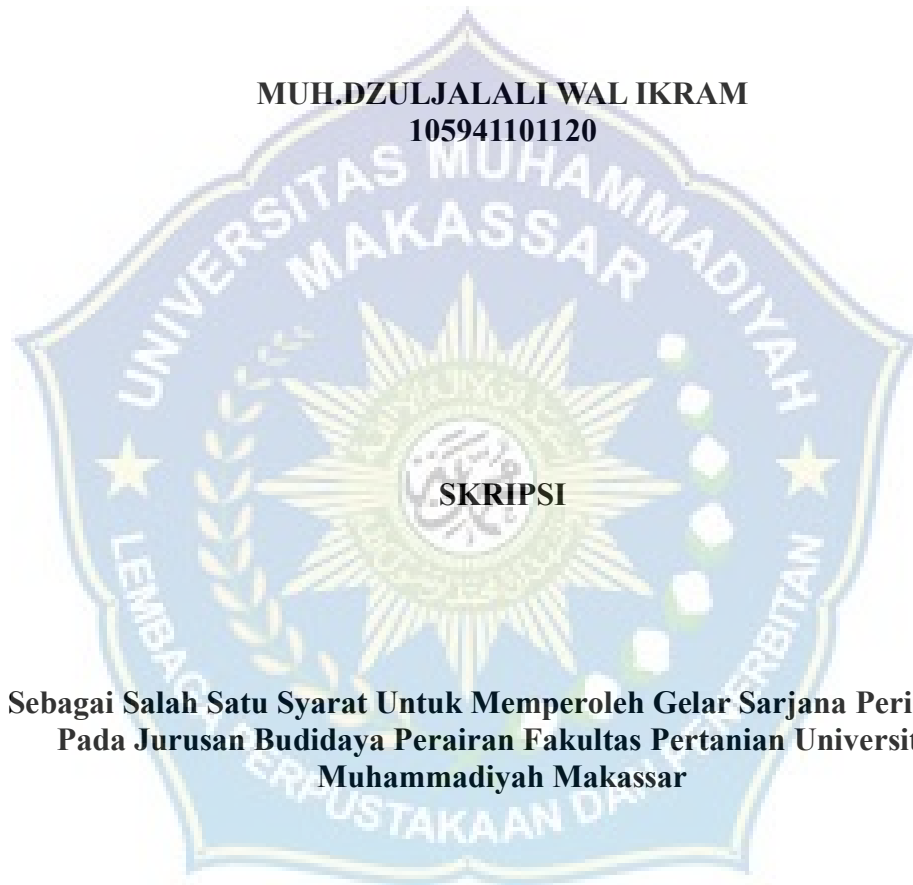 MUH.DZULJALALI WAL IKRAM
105941101120
UNIVERSITAS MUHAMMADIYAH
MAKASSAR
SKRIPSI
Sebagai Salah Satu Syarat Untuk Memperoleh Gelar Sarjana Peri
Pada Jurusan Budidaya Perairan Fakultas Pertanian Universit
Muhammadiyah Makassar
LEMBAGA PERPUSTAKAAN DAN PENERBITAN